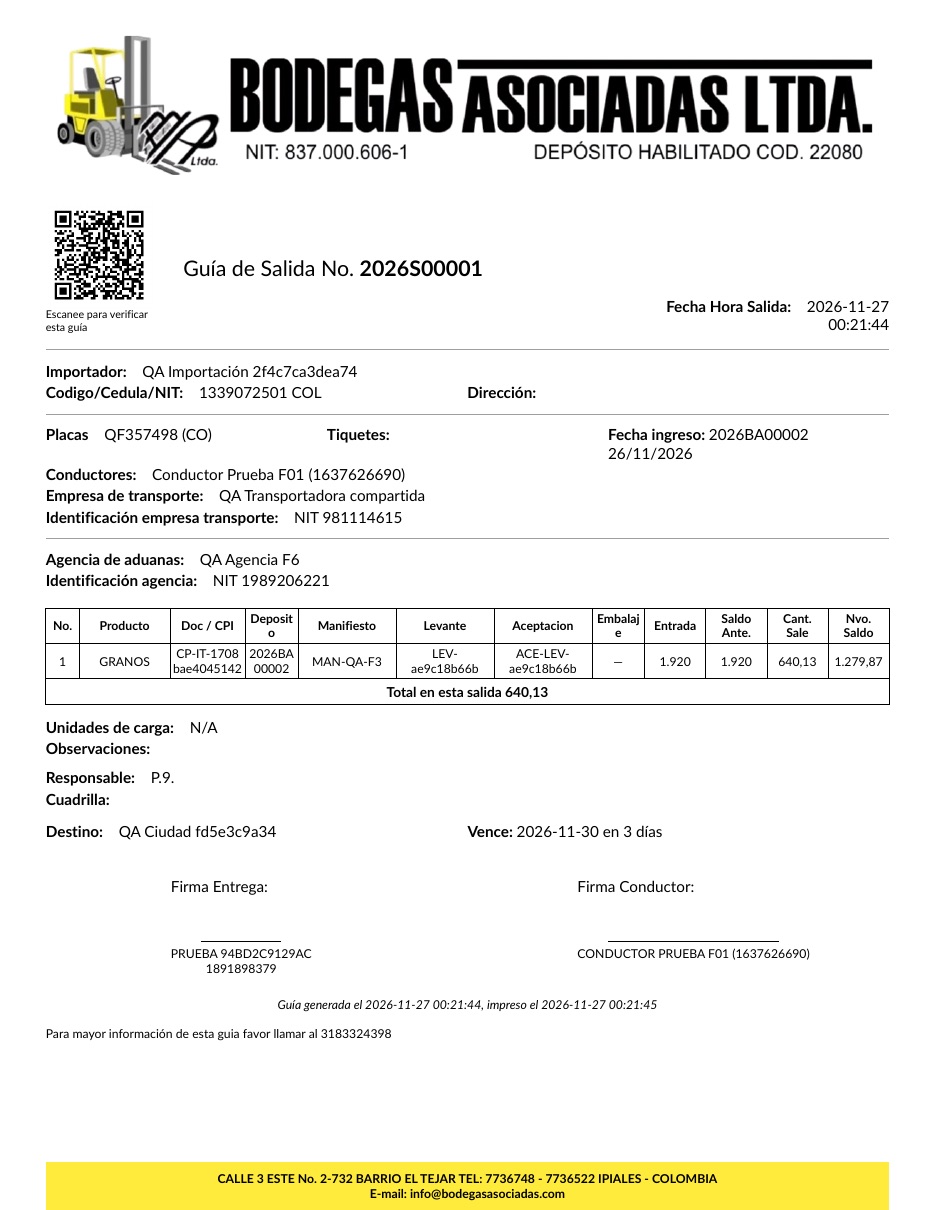 BODEGAS ASOCIADAS LTDA.
Ltda.
NIT: 837.000.606-1 DEPÓSITO HABILITADO COD. 22080
Guía de Salida No. 2026S00001
Escanee para verificar
esta guía
Fecha Hora Salida: 2026-11-27
00:21:44
Importador: QA Importación 2f4c7ca3dea74
Codigo/Cedula/NIT: 1339072501 COL Dirección:
Placas QF357498 (CO) Tiquetes: Fecha ingreso: 2026BA00002
26/11/2026
Conductores: Conductor Prueba F01 (1637626690)
Empresa de transporte: QA Transportadora compartida
Identificación empresa transporte: NIT 981114615
Agencia de aduanas: QA Agencia F6
Identificación agencia: NIT 1989206221
No. Producto Doc / CPI Deposit o Manifiesto Levante Aceptacion Embalaj e Entrada Saldo Ante. Cant. Sale Nvo. Saldo
1 GRANOS CP-IT-1708 bae4045142 2026BA 00002 MAN-QA-F3 LEV- ae9c18b66b ACE-LEV- ae9c18b66b — 1.920 1.920 640,13 1.279,87
Total en esta salida 640,13
Unidades de carga: N/A
Observaciones:
Responsable: P.9.
Cuadrilla:
Destino: QA Ciudad fd5e3c9a34 Vence: 2026-11-30 en 3 días
Firma Entrega: Firma Conductor:
PRUEBA 94BD2C9129AC CONDUCTOR PRUEBA F01 (1637626690)
1891898379
Guía generada el 2026-11-27 00:21:44, impreso el 2026-11-27 00:21:45
Para mayor información de esta guia favor llamar al 3183324398
CALLE 3 ESTE No. 2-732 BARRIO EL TEJAR TEL: 7736748 - 7736522 IPIALES - COLOMBIA
E-mail: info@bodegasasociadas.com